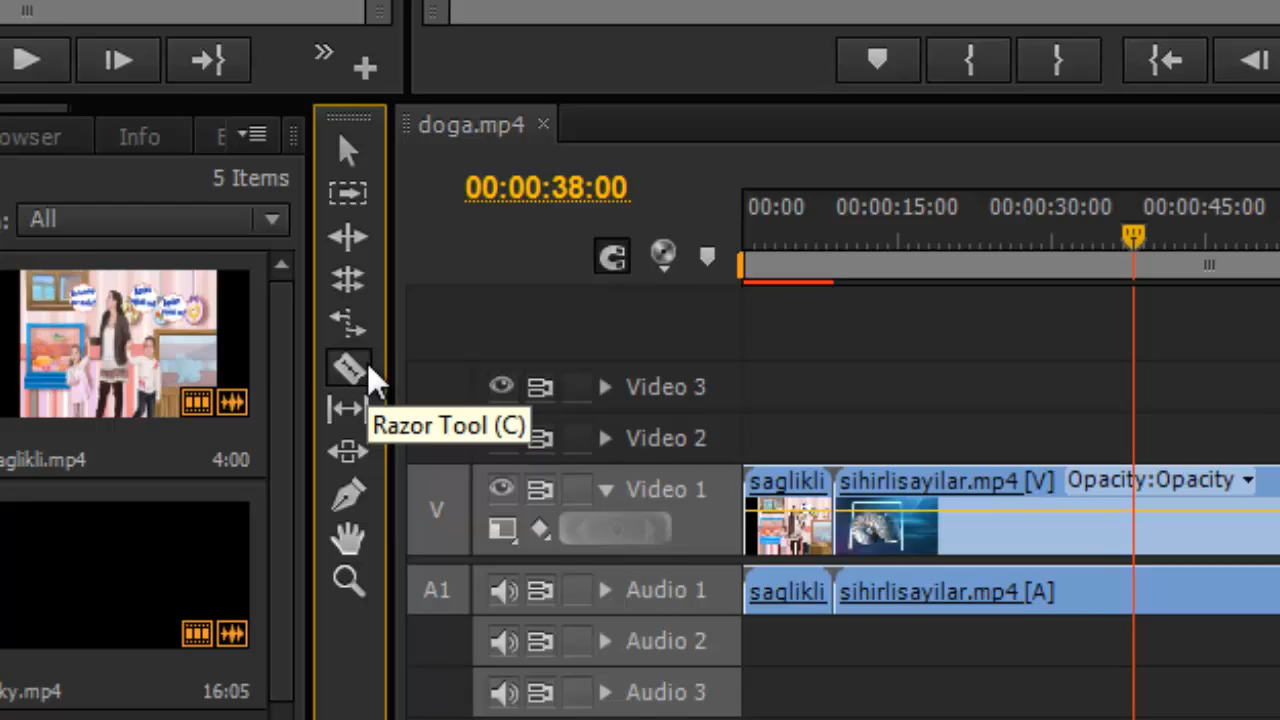 owser
Info
E
5 Items
:
All
aglikli.mp4
4:00
ky.mp4
16:05
doga.mp4
00:00:38:00
00:00
00:00:15:00
00:00:30:00
00:00:45:00
Razor Tool (C)
Video 3
Video 2
V
Video 1
saglikli
sihirlisayilar.mp4 [V]
Opacity:Opacity
A1
Audio 1
saglikli
sihirlisayilar.mp4 [A]
Audio 2
Audio 3